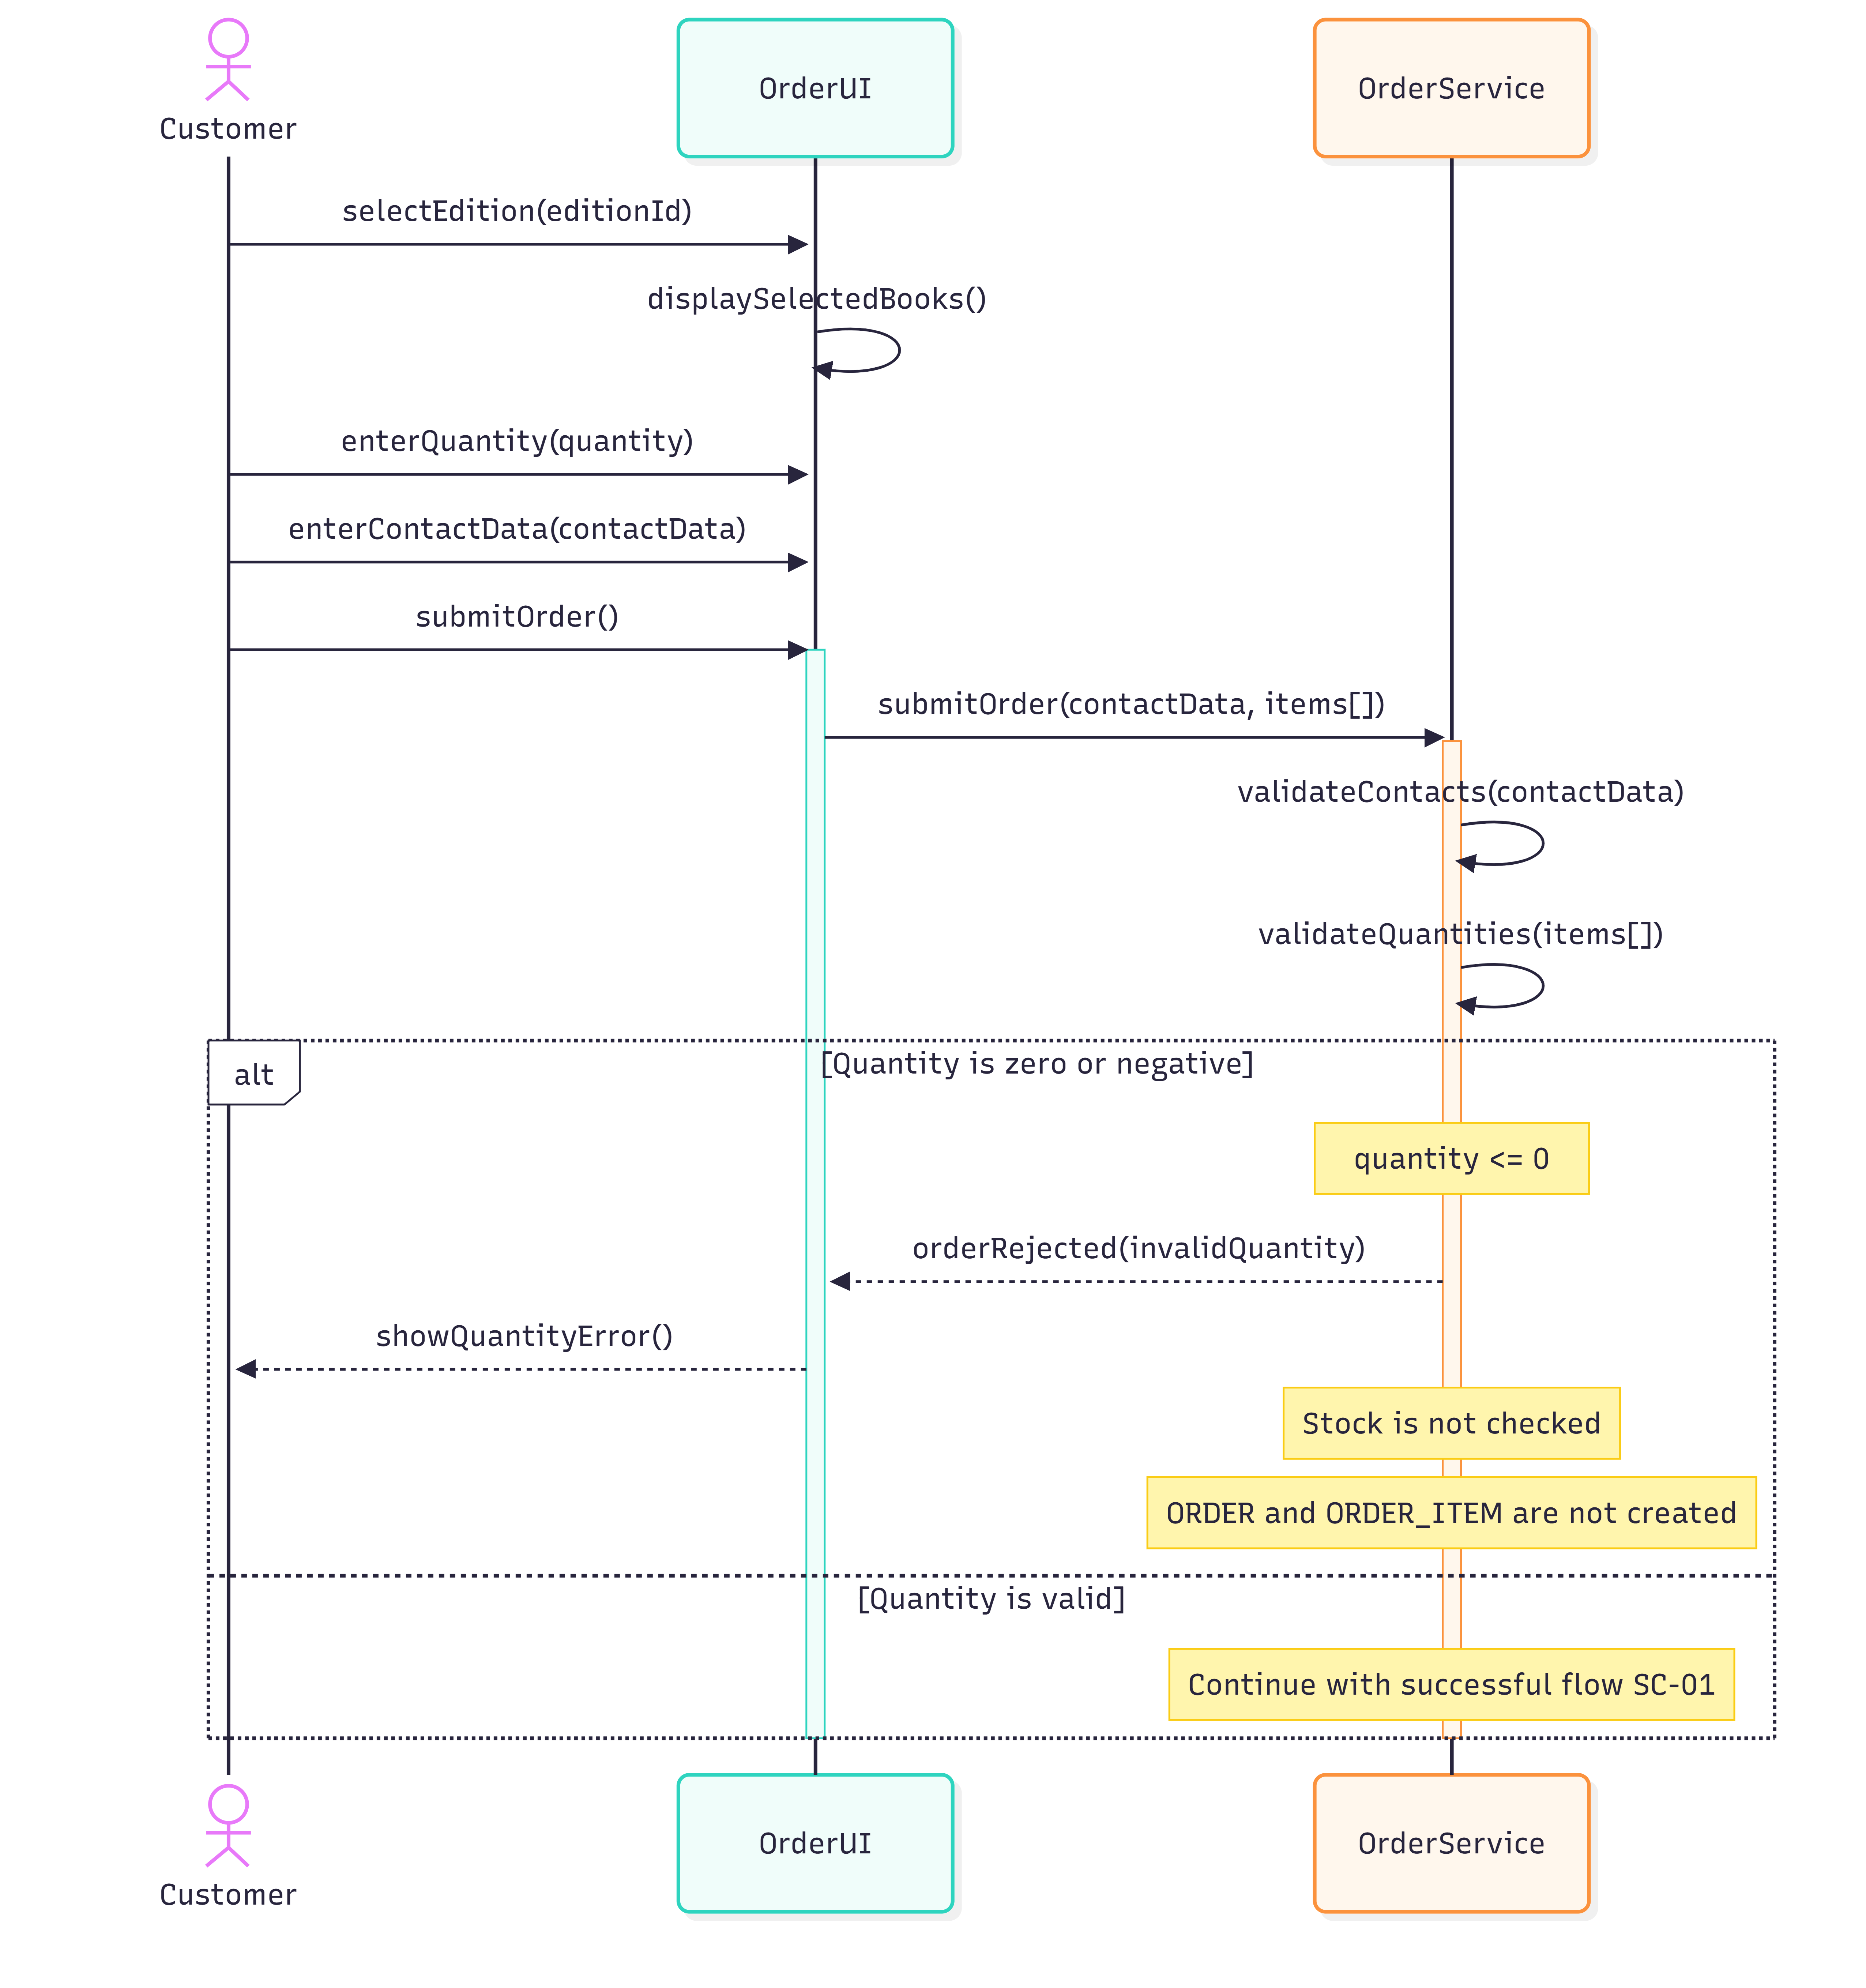 Customer
OrderUI
OrderService
selectEdition(editionId)
displaySelectedBooks()
enterQuantity(quantity)
enterContactData(contactData)
submitOrder()
submitOrder(contactData, items[])
validateContacts(contactData)
validateQuantities(items[])
alt
[Quantity is zero or negative]
quantity <= 0
orderRejected(invalidQuantity)
showQuantityError()
Stock is not checked
ORDER and ORDER_ITEM are not created
[Quantity is valid]
Continue with successful flow SC-01
Customer
OrderUI
OrderService